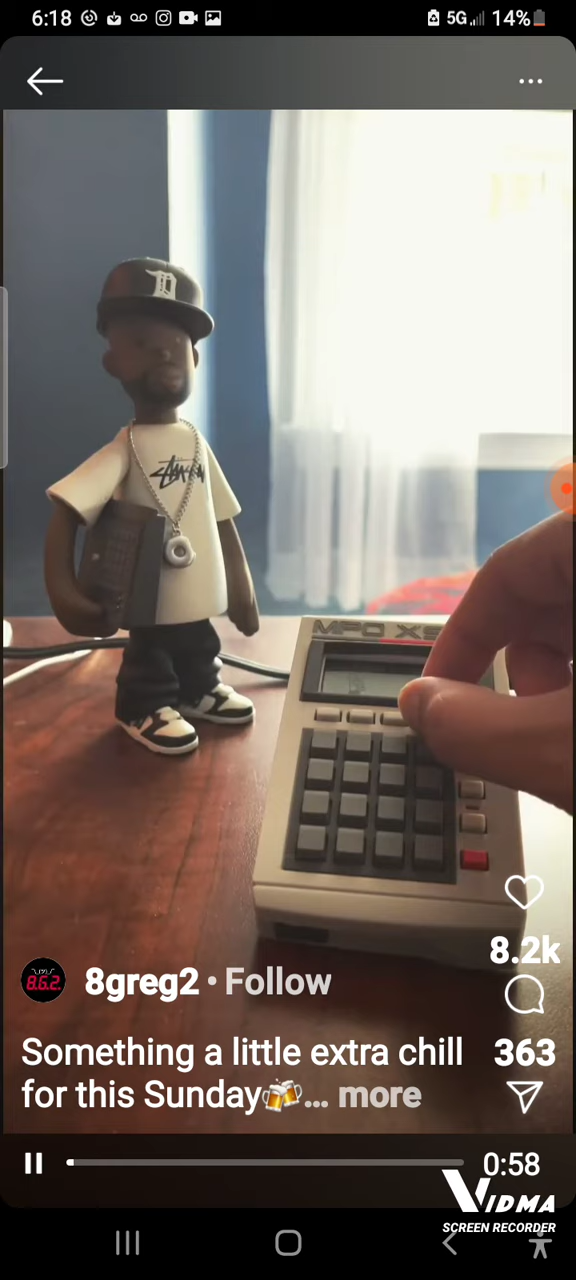 6:18
5G
14%
D
STUSSY
8greg2 • Follow
Something a little extra chill
for this Sunday🍻... more
8.2k
363
0:58
VIDMA
SCREEN RECORDER